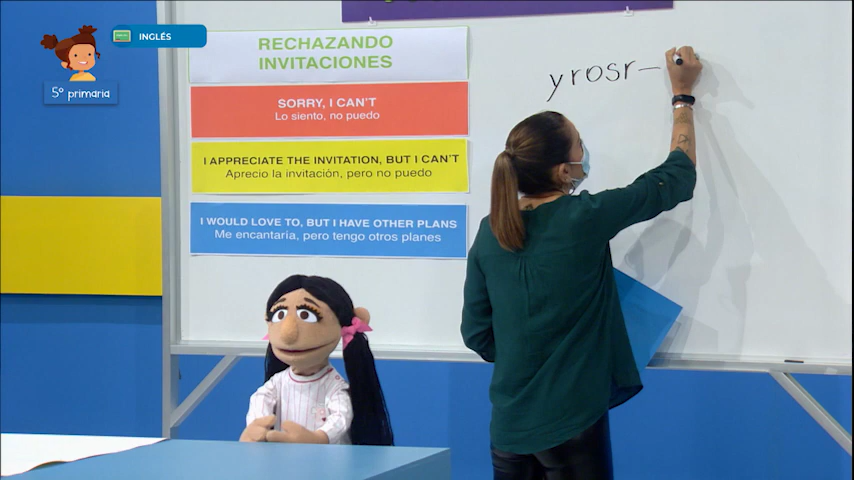 INGLÉS
5º primaria
RECHAZANDO
INVITACIONES
SORRY, I CAN'T
Lo siento, no puedo
I APPRECIATE THE INVITATION, BUT I CAN'T
Aprecio la invitación, pero no puedo
I WOULD LOVE TO, BUT I HAVE OTHER PLANS
Me encantaría, pero tengo otros planes
yrosr-